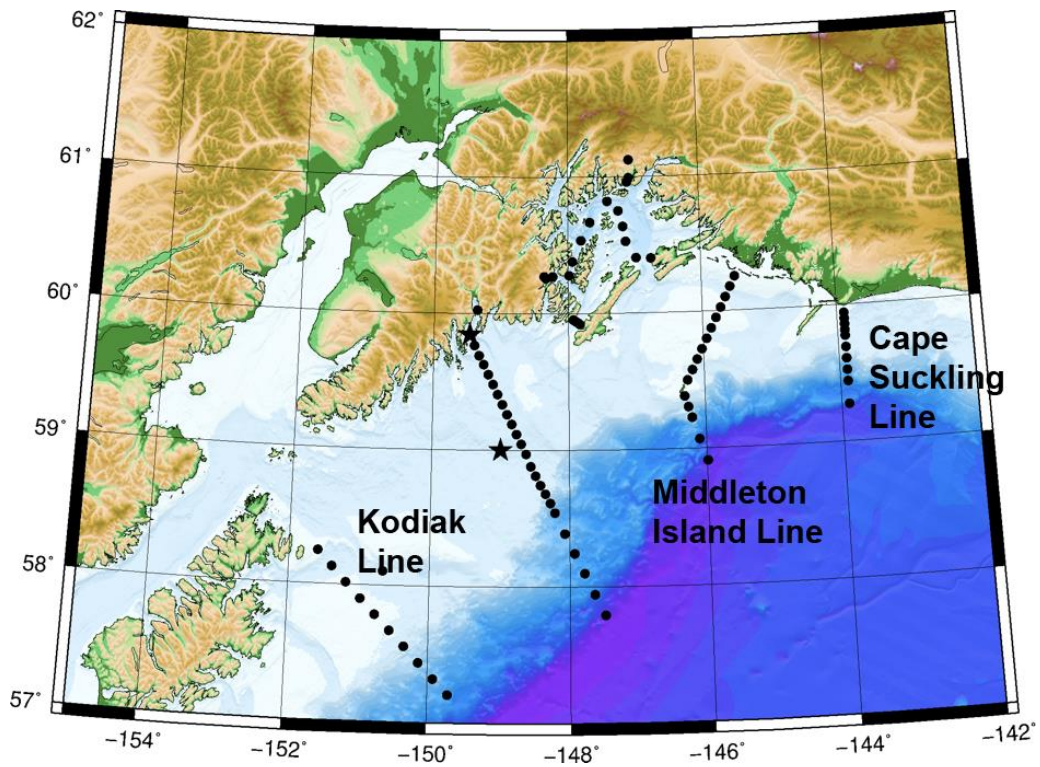 62˚
61˚
60˚
59˚
58˚
57˚
Cape
Suckling
Line
Middleton
Island Line
Kodiak
Line
−154˚
−152˚
−150˚
−148˚
−146˚
−144˚
−142˚